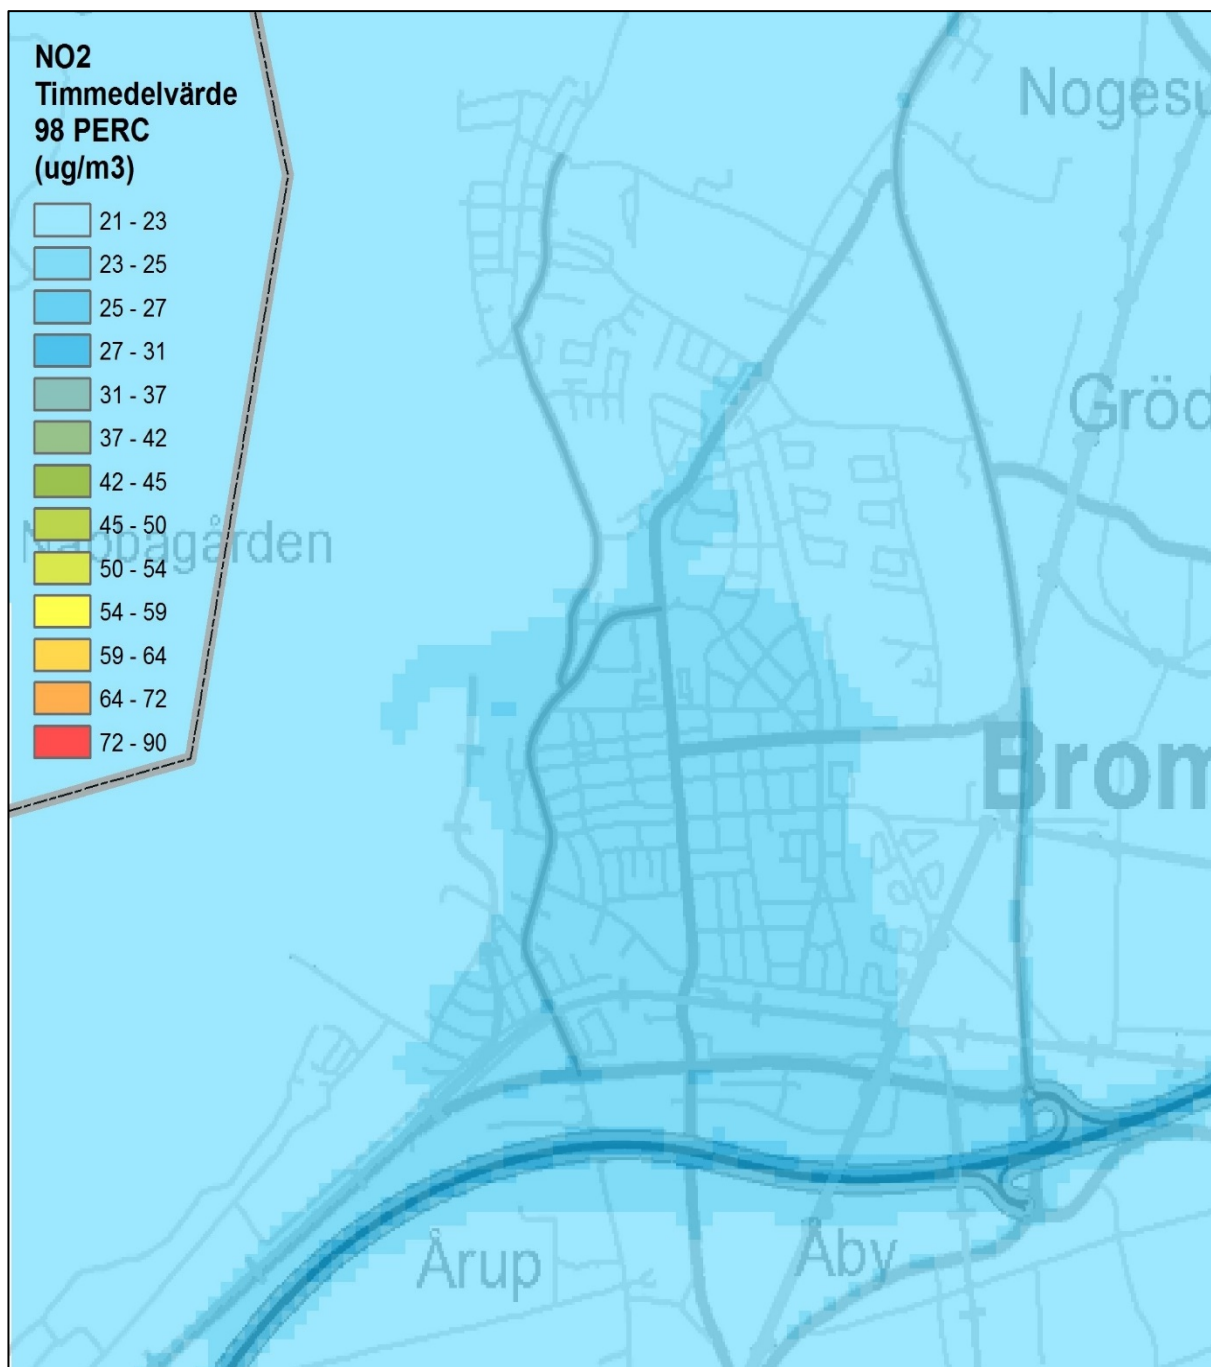 NO2
Timmedelvärde
98 PERC
(ug/m3)
21 - 23
23 - 25
25 - 27
27 - 31
31 - 37
37 - 42
42 - 45
45 - 50
50 - 54
54 - 59
59 - 64
64 - 72
72 - 90
Nogesu
Gröd
Nabbagården
Brom
Årup
Åby